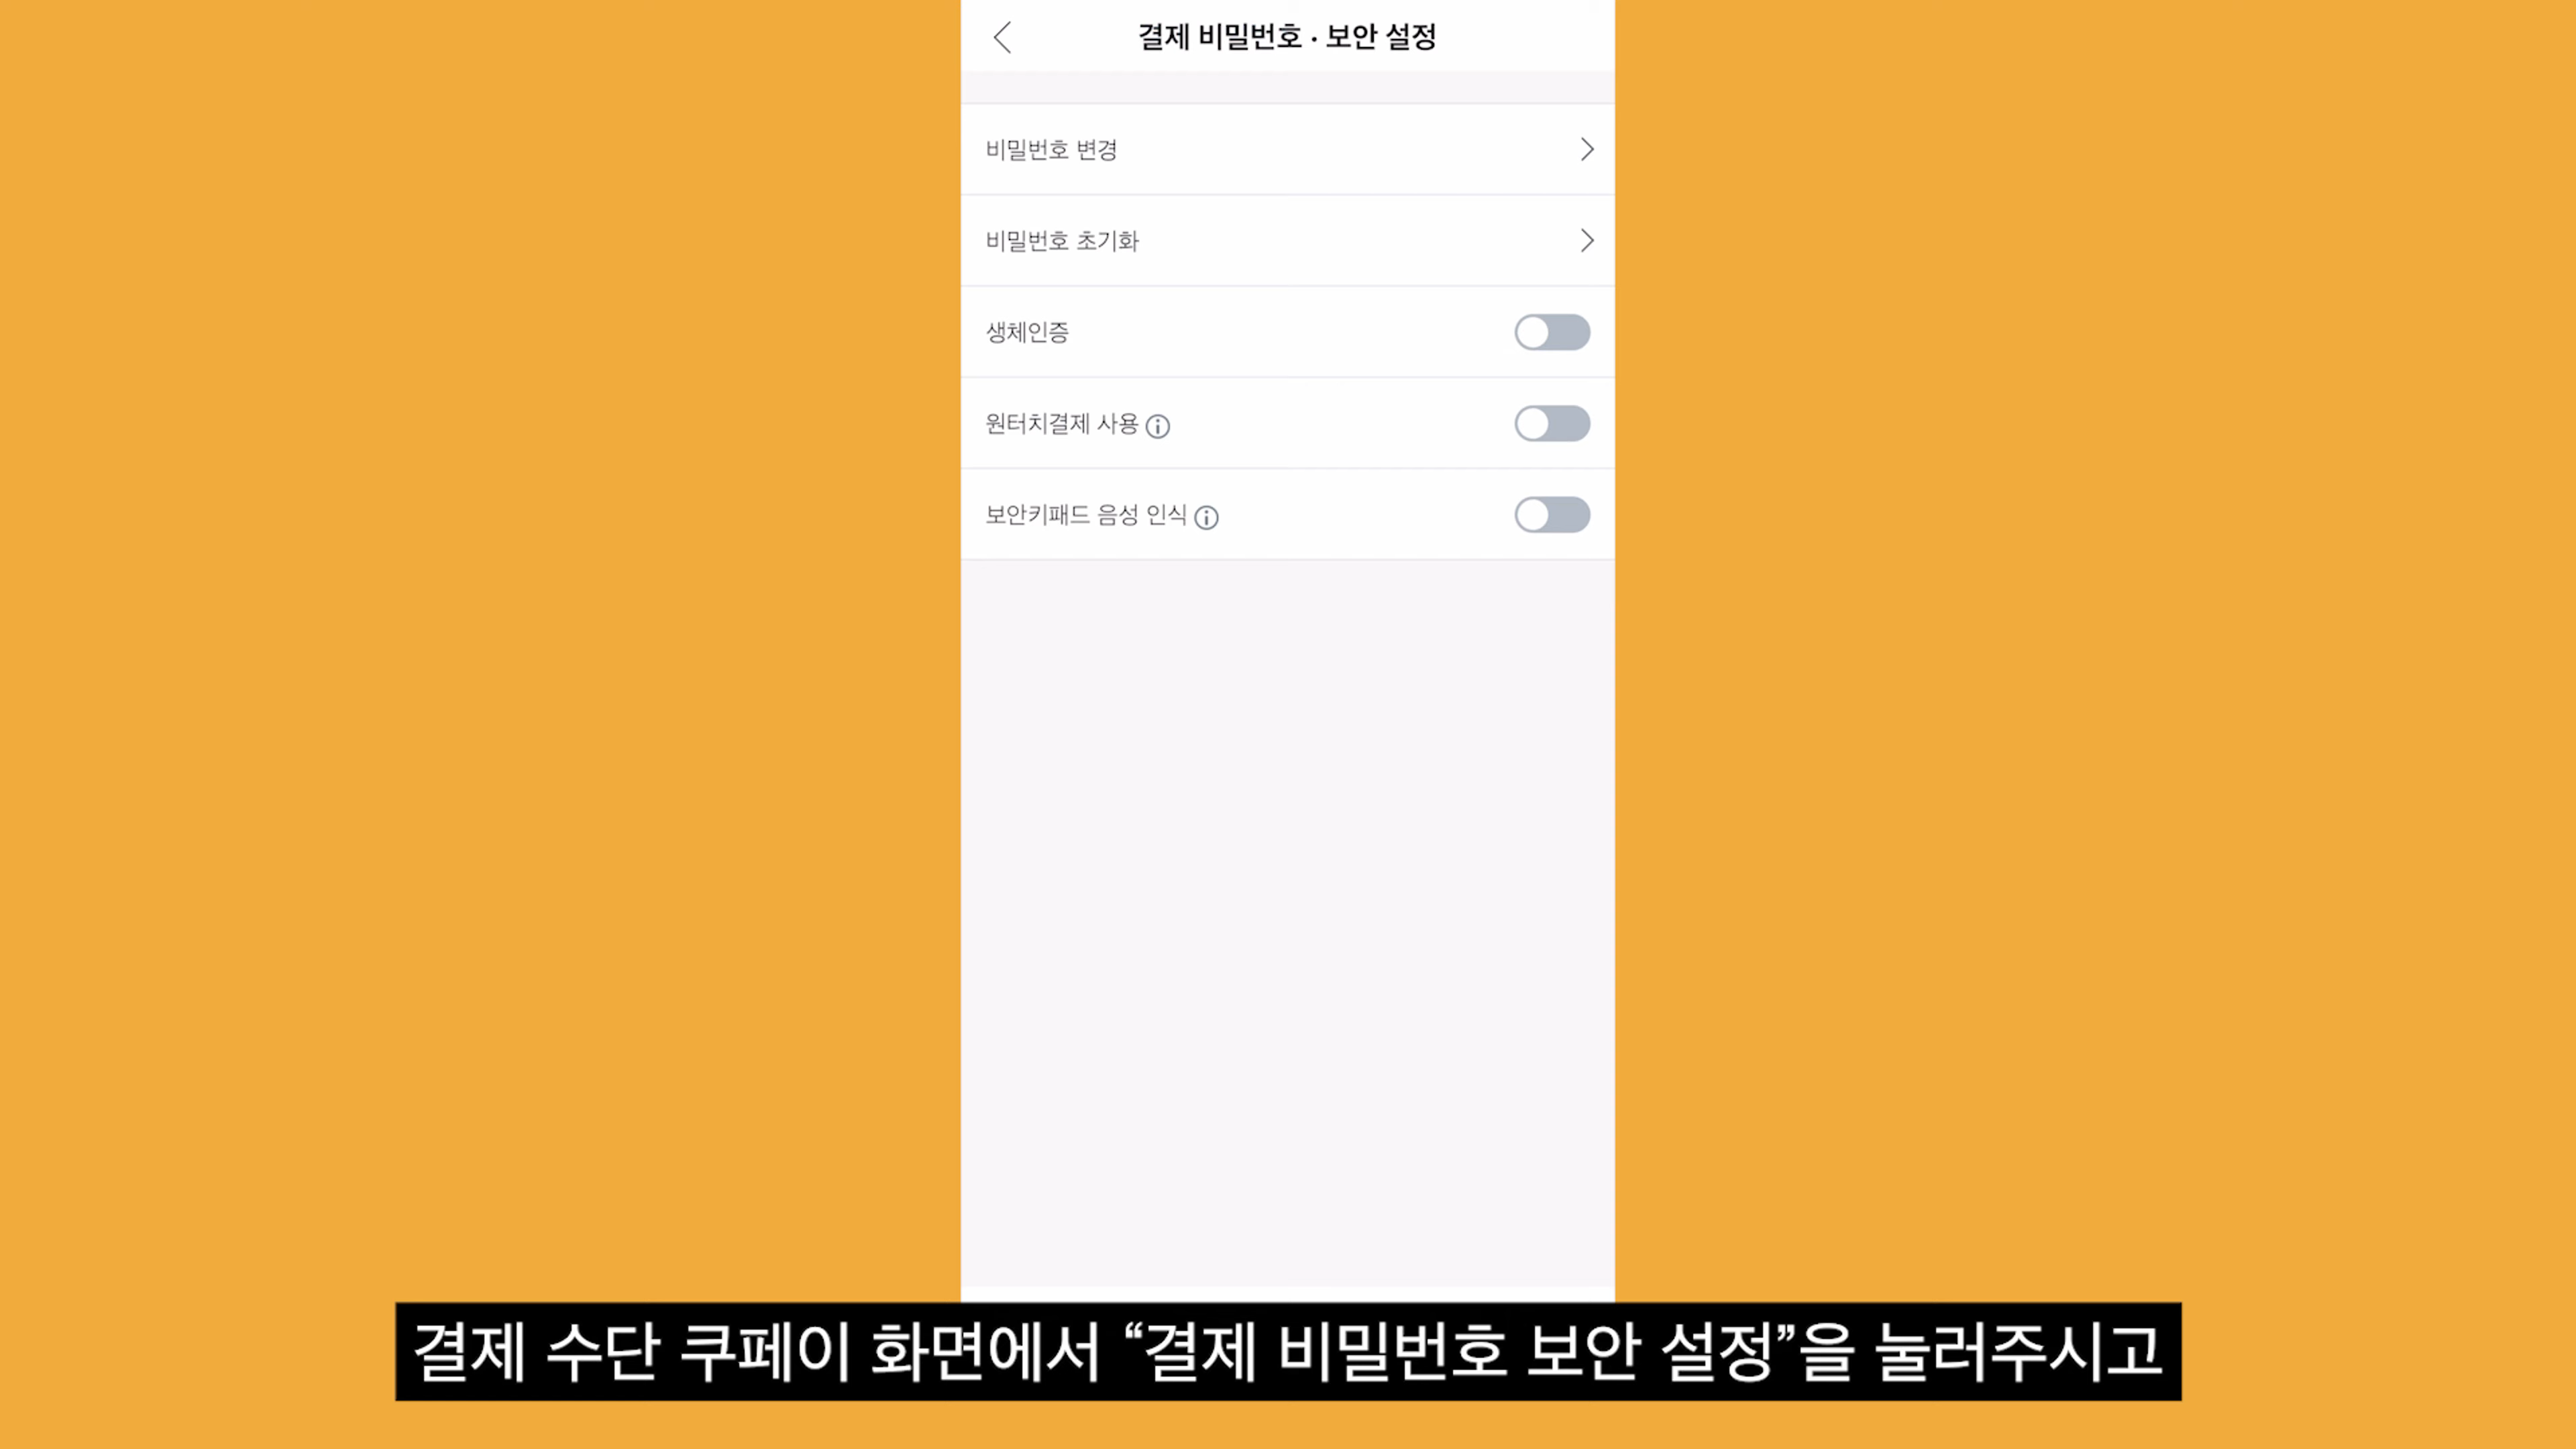 결제 비밀번호 · 보안 설정
비밀번호 변경
비밀번호 초기화
생체인증
원터치결제 사용
보안키패드 음성 인식
결제 수단 쿠페이 화면에서 “결제 비밀번호 보안 설정”을 눌러주시고